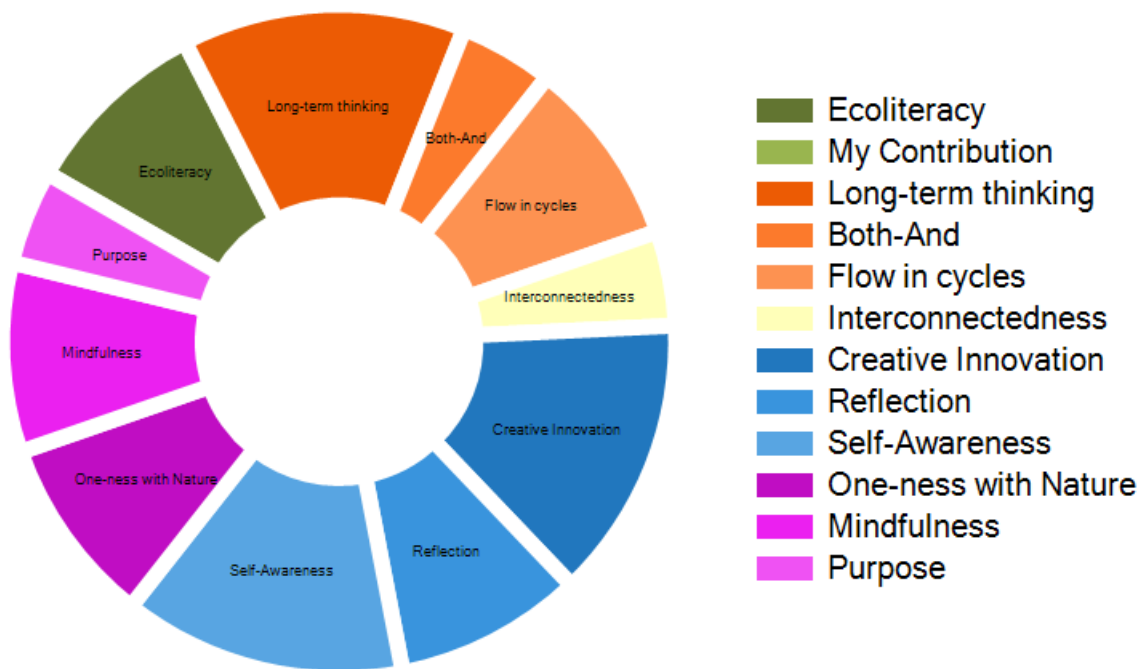 Long-term thinking
Both-And
Ecoliteracy
Flow in cycles
Purpose
Interconnectedness
Mindfulness
Creative Innovation
One-ness with Nature
Reflection
Self-Awareness
Ecoliteracy
My Contribution
Long-term thinking
Both-And
Flow in cycles
Interconnectedness
Creative Innovation
Reflection
Self-Awareness
One-ness with Nature
Mindfulness
Purpose